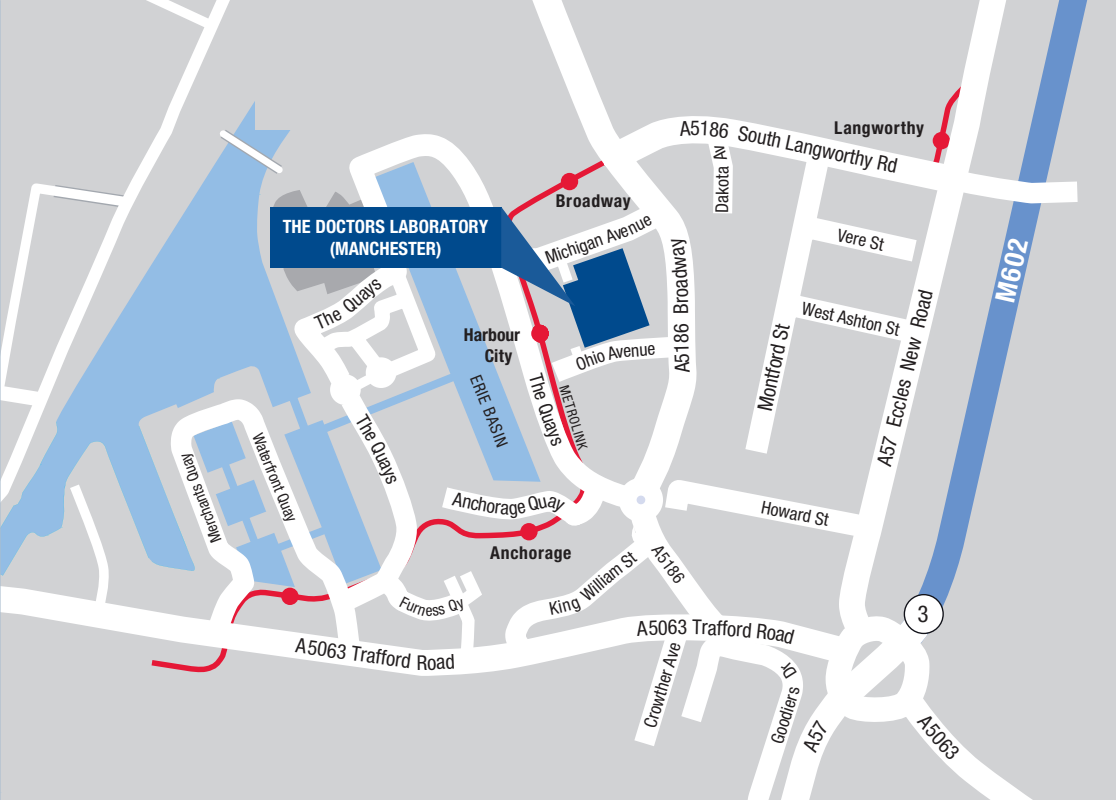 A5186 South Langworthy Rd
Langworthy
Dakota Av
Broadway
THE DOCTORS LABORATORY
(MANCHESTER)
Michigan Avenue
Vere St
M602
The Quays
A5186 Broadway
West Ashton St
Harbour
City
Ohio Avenue
Montford St
A57 Eccles New Road
ERIE BASIN
The Quays
METROLINK
The Quays
Waterfront Quay
Merchants Quay
Anchorage Quay
Howard St
Anchorage
A5186
King William St
Furness Qy
3
A5063 Trafford Road
A5063 Trafford Road
Crowther Ave
Goodiers Dr
A57
A5063